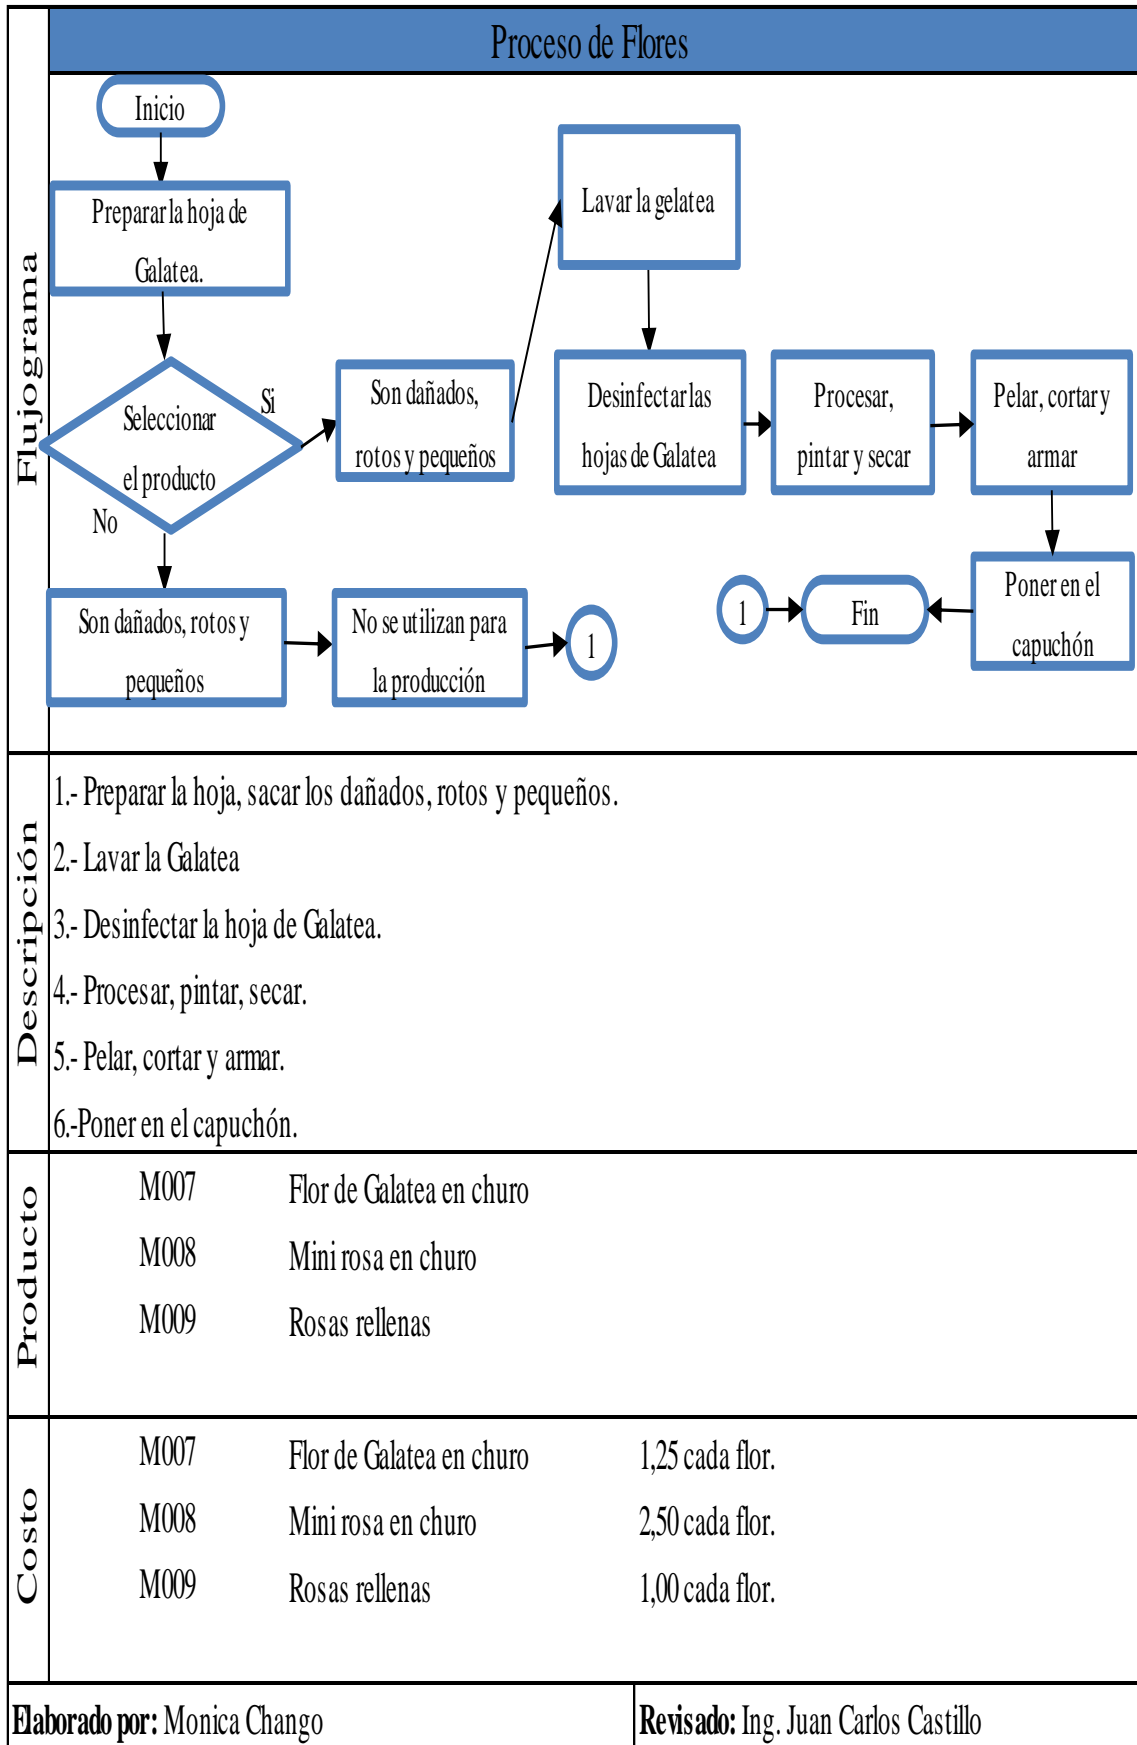 Proceso de Flores
Flujograma
Inicio
Preparar la hoja de
Galatea.
Seleccionar
el producto
Si
No
Son dañados,
rotos y pequeños
Lavar la gelatea
Desinfectar las
hojas de Galatea
Procesar,
pintar y secar
Pelar, cortar y
armar
Poner en el
capuchón
Son dañados, rotos y
pequeños
No se utilizan para
la producción
1
1
Fin
Descripción
1.- Preparar la hoja, sacar los dañados, rotos y pequeños.
2.- Lavar la Galatea
3.- Desinfectar la hoja de Galatea.
4.- Procesar, pintar, secar.
5.- Pelar, cortar y armar.
6.-Poner en el capuchón.
Producto
M007 Flor de Galatea en churo
M008 Mini rosa en churo
M009 Rosas rellenas
Costo
M007 Flor de Galatea en churo 1,25 cada flor.
M008 Mini rosa en churo 2,50 cada flor.
M009 Rosas rellenas 1,00 cada flor.
Elaborado por: Monica Chango
Revisado: Ing. Juan Carlos Castillo